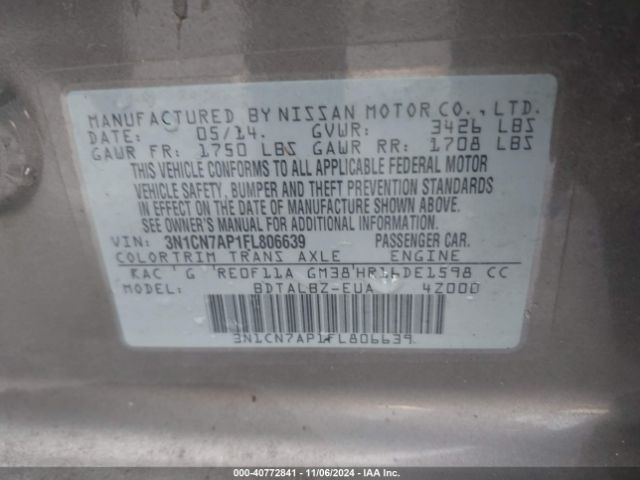 MANUFACTURED BY NISSAN MOTOR CO., LTD.
DATE: 05/14. GVWR: 3426 LBS
GAWR FR: 1750 LBS GAWR RR: 1708 LBS
THIS VEHICLE CONFORMS TO ALL APPLICABLE FEDERAL MOTOR
VEHICLE SAFETY, BUMPER AND THEFT PREVENTION STANDARDS
IN EFFECT ON THE DATE OF MANUFACTURE SHOWN ABOVE.
SEE OWNER'S MANUAL FOR ADDITIONAL INFORMATION.
VIN: 3N1CN7AP1FL806639 PASSENGER CAR.
COLOR TRIM TRANS AXLE ENGINE
KAC G RE0F11A GM38 HR16DE1598 CC
MODEL: BDTALBZ-EUA 4Z000
3N1CN7AP1FL806639
000-40772841 - 11/06/2024 - IAA Inc.